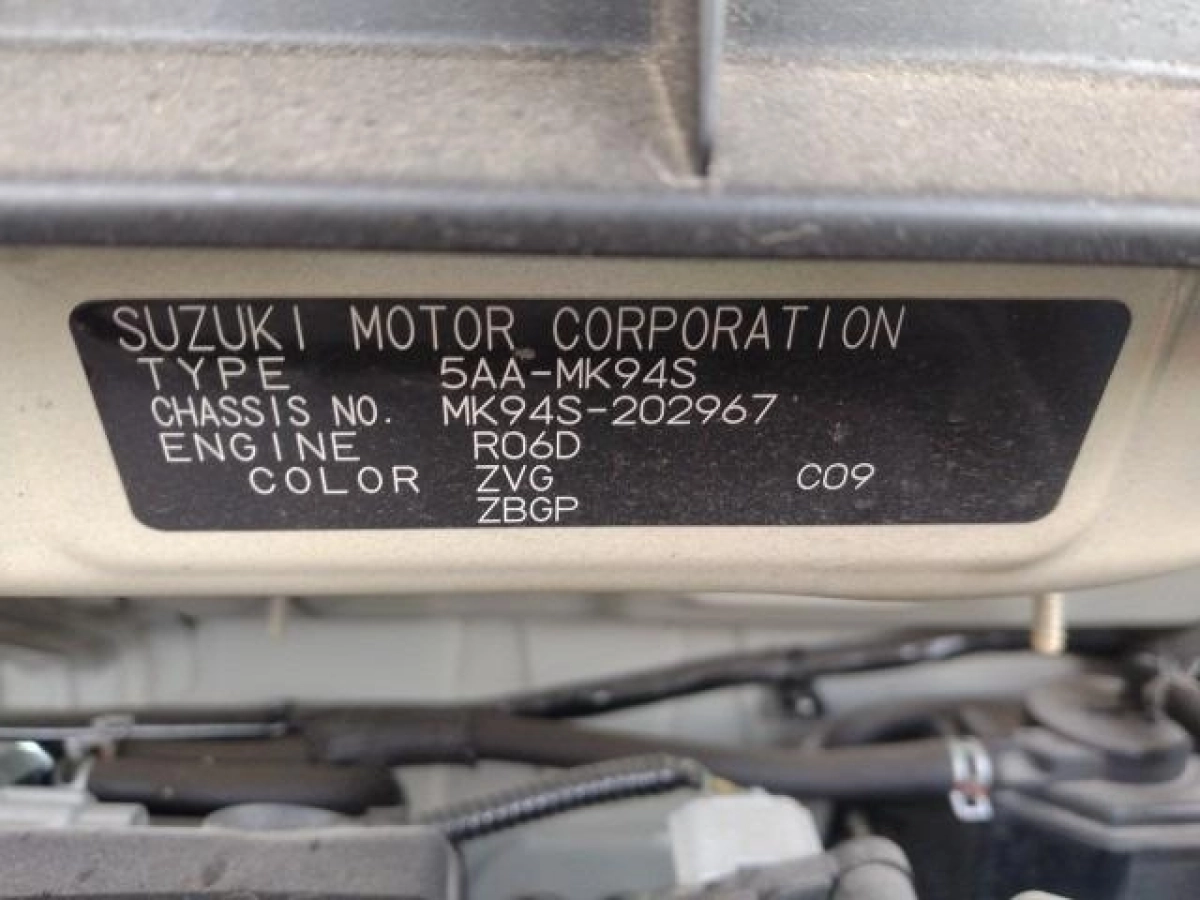 SUZUKI MOTOR CORPORATION
TYPE 5AA-MK94S
CHASSIS NO. MK94S-202967
ENGINE R06D
COLOR ZVG C09
ZBGP